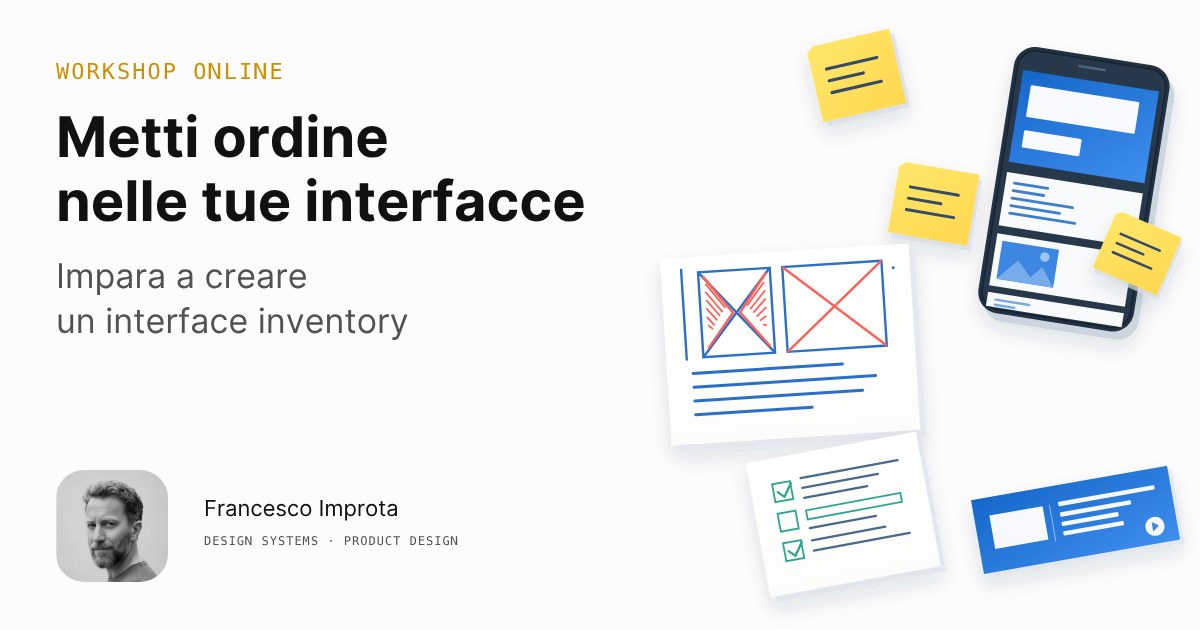 WORKSHOP ONLINE
Metti ordine
nelle tue interfacce
Impara a creare
un interface inventory
Francesco Improta
DESIGN SYSTEMS · PRODUCT DESIGN